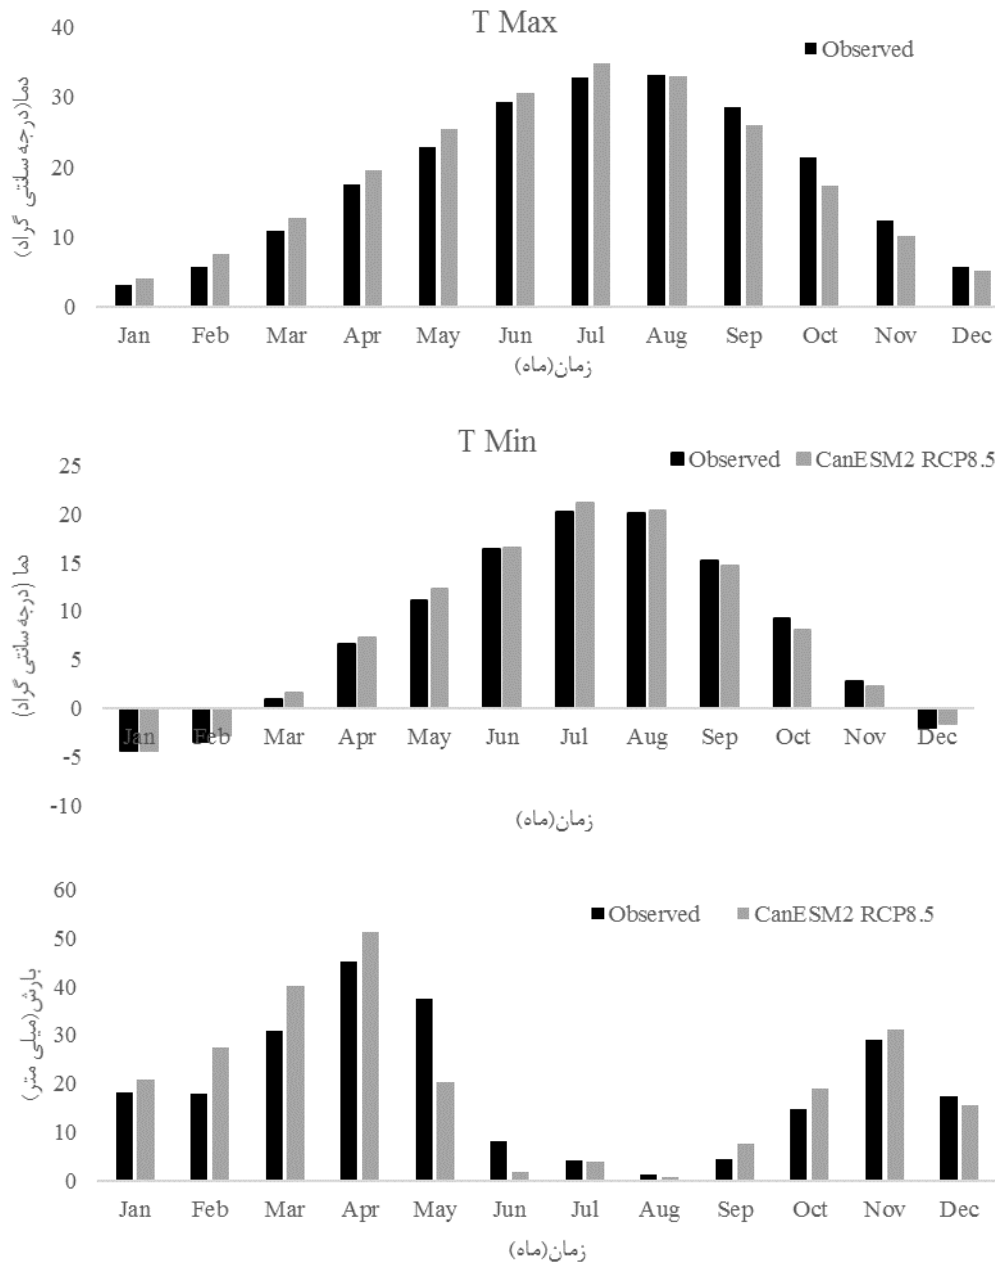 T Max
Observed
40
30
20
10
0
دما(درجه سانتی گراد)
Jan Feb Mar Apr May Jun Jul Aug Sep Oct Nov Dec
زمان(ماه)
T Min
Observed CanESM2 RCP8.5
25
20
15
10
5
0
-5
-10
دما (درجه سانتی گراد)
Jan Feb Mar Apr May Jun Jul Aug Sep Oct Nov Dec
زمان(ماه)
Observed CanESM2 RCP8.5
60
50
40
30
20
10
0
بارش(میلی متر)
Jan Feb Mar Apr May Jun Jul Aug Sep Oct Nov Dec
زمان(ماه)